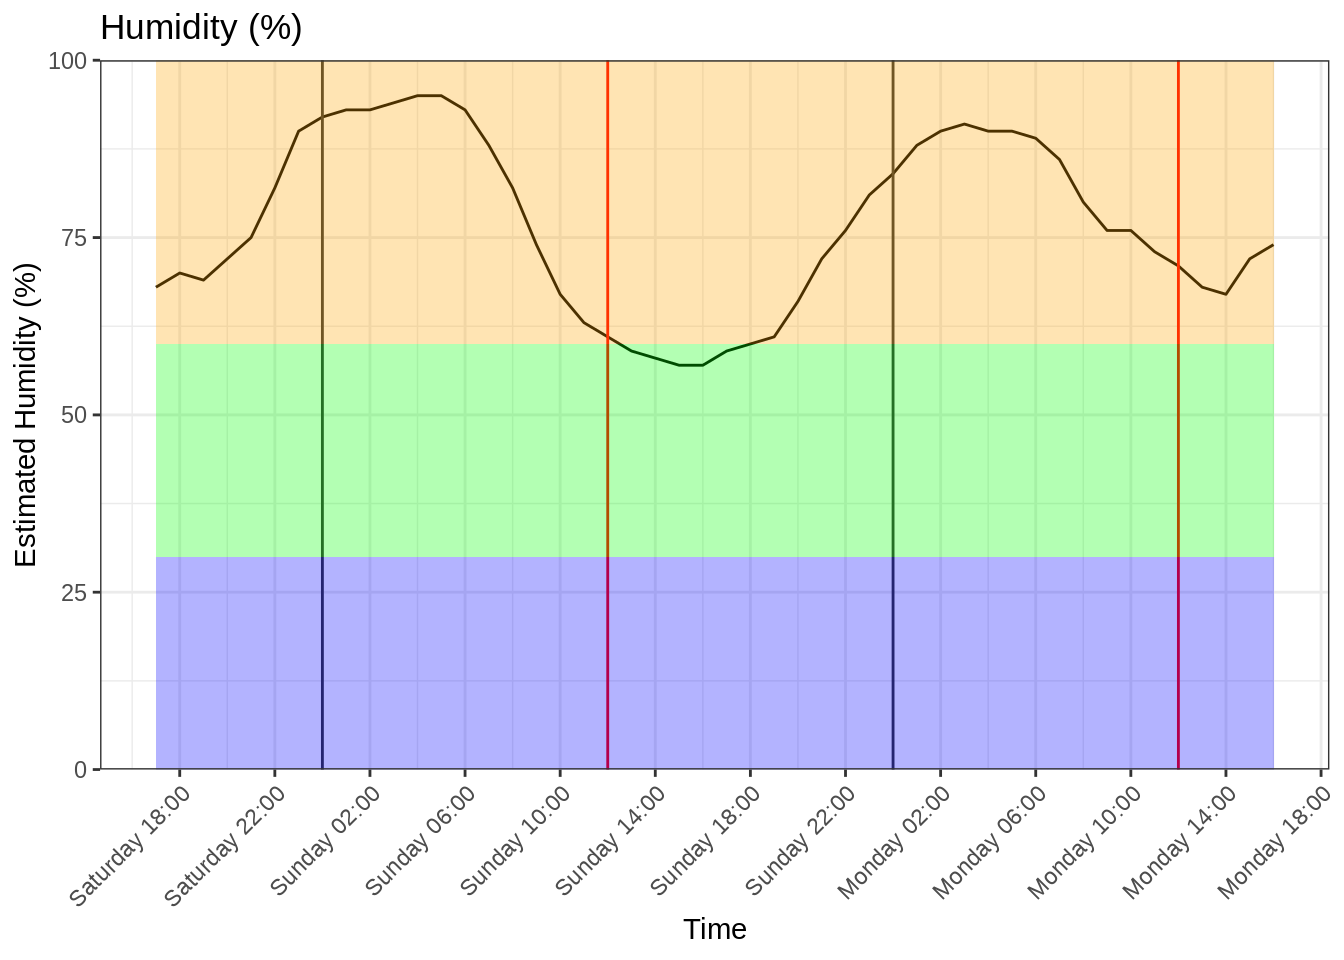 Humidity (%)
Estimated Humidity (%)
100
75
50
25
0
Saturday 18:00
Saturday 22:00
Sunday 02:00
Sunday 06:00
Sunday 10:00
Sunday 14:00
Sunday 18:00
Sunday 22:00
Monday 02:00
Monday 06:00
Monday 10:00
Monday 14:00
Monday 18:00
Time